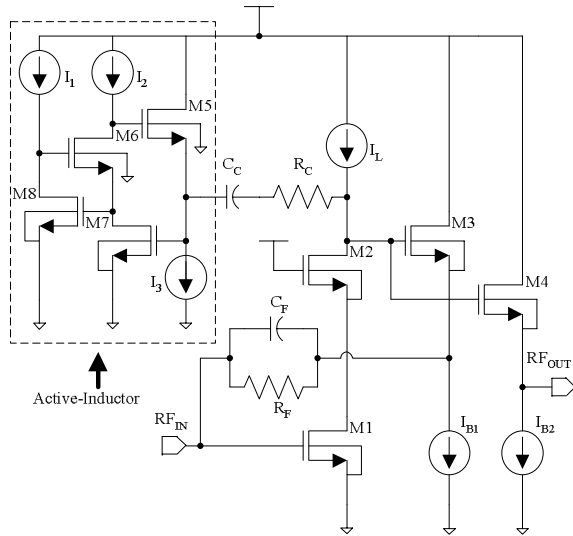 I1
I2
M5
M6
M8
M7
I3
CC
RC
IL
M2
M3
M4
CF
RF
RFOUT
Active-Inductor
RFIN
M1
IB1
IB2